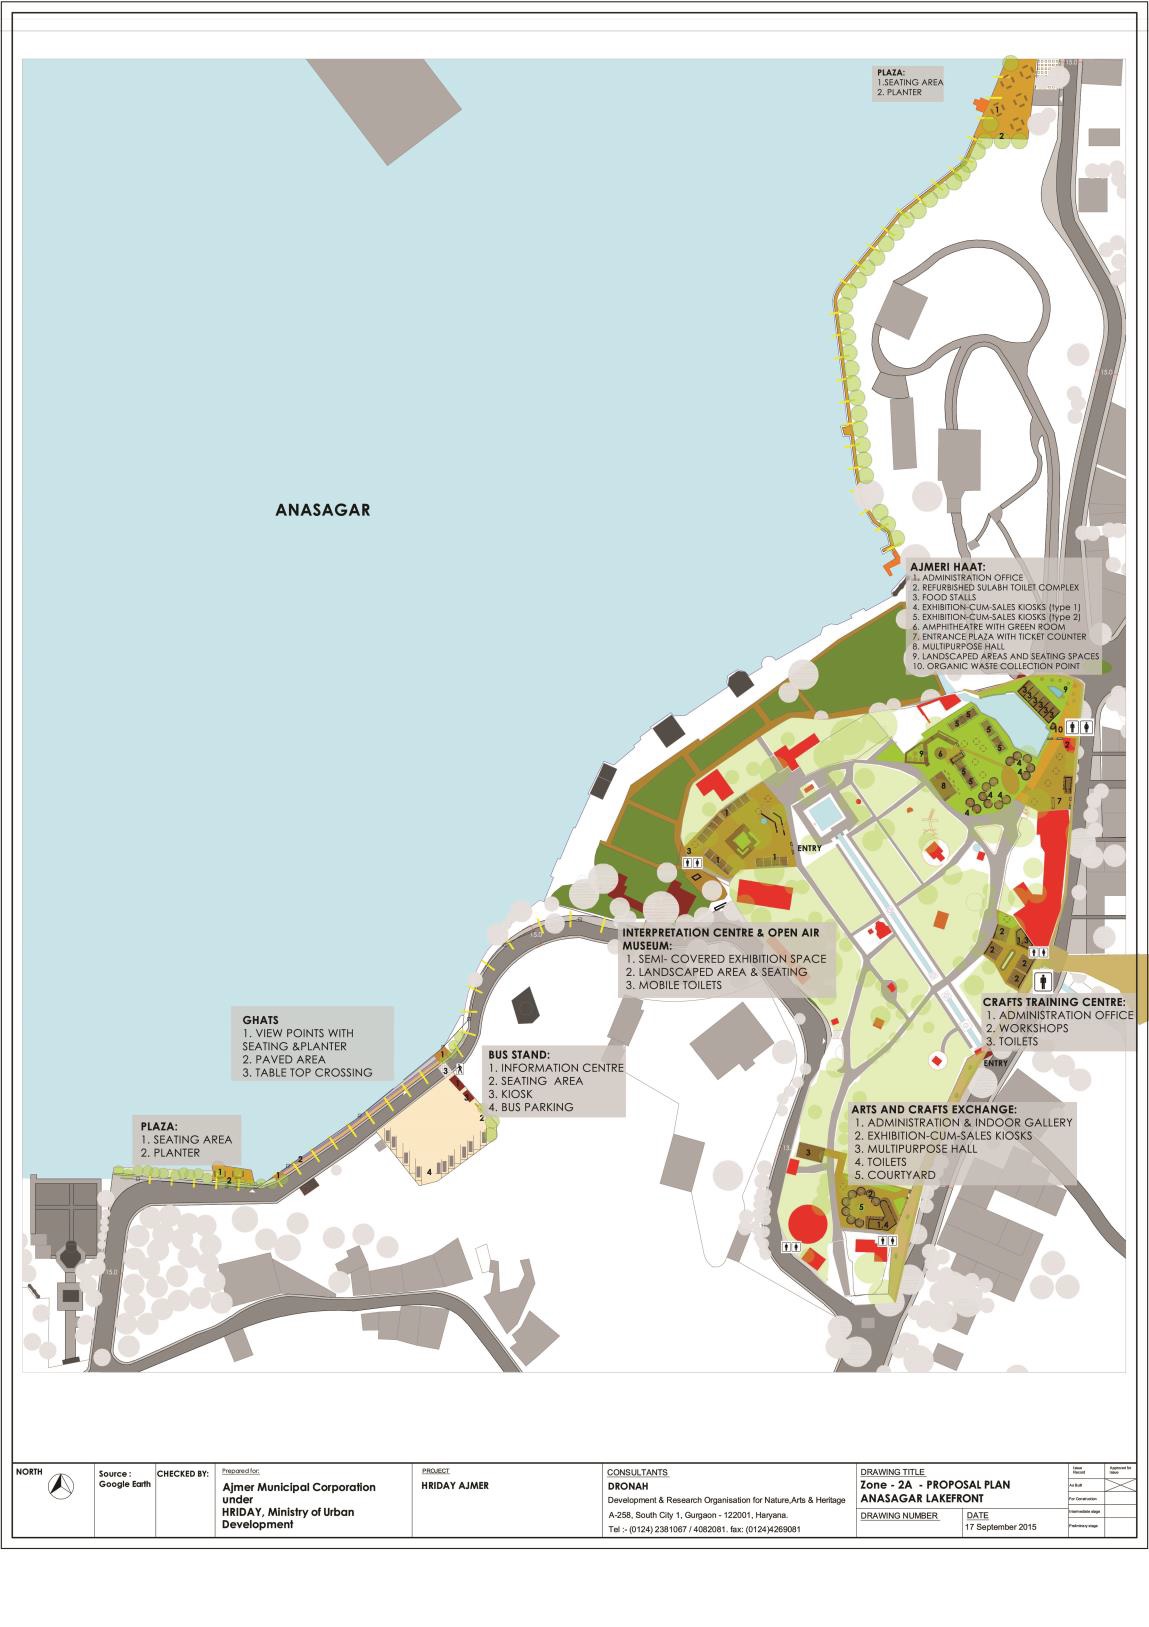 PLAZA:
1.SEATING AREA
2. PLANTER
1
2
15.0
15.0
ANASAGAR
AJMERI HAAT:
1. ADMINISTRATION OFFICE
2. REFURBISHED SULABH TOILET COMPLEX
3. FOOD STALLS
4. EXHIBITION-CUM-SALES KIOSKS (type 1)
5. EXHIBITION-CUM-SALES KIOSKS (type 2)
6. AMPHITHEATRE WITH GREEN ROOM
7. ENTRANCE PLAZA WITH TICKET COUNTER
8. MULTIPURPOSE HALL
9. LANDSCAPED AREAS AND SEATING SPACES
10. ORGANIC WASTE COLLECTION POINT
ENTRY
INTERPRETATION CENTRE & OPEN AIR
MUSEUM:
1. SEMI- COVERED EXHIBITION SPACE
2. LANDSCAPED AREA & SEATING
3. MOBILE TOILETS
15.0
CRAFTS TRAINING CENTRE:
1. ADMINISTRATION OFFICE
2. WORKSHOPS
3. TOILETS
ENTRY
GHATS
1. VIEW POINTS WITH
SEATING &PLANTER
2. PAVED AREA
3. TABLE TOP CROSSING
BUS STAND:
1. INFORMATION CENTRE
2. SEATING AREA
3. KIOSK
4. BUS PARKING
ARTS AND CRAFTS EXCHANGE:
1. ADMINISTRATION & INDOOR GALLERY
2. EXHIBITION-CUM-SALES KIOSKS
3. MULTIPURPOSE HALL
4. TOILETS
5. COURTYARD
PLAZA:
1. SEATING AREA
2. PLANTER
15.0
NORTH
Source :
Google Earth
CHECKED BY:
Prepared for:
Ajmer Municipal Corporation
under
HRIDAY, Ministry of Urban
Development
PROJECT
HRIDAY AJMER
CONSULTANTS
DRONAH
Development & Research Organisation for Nature,Arts & Heritage
A-258, South City 1, Gurgaon - 122001, Haryana.
Tel :- (0124) 2381067 / 4082081. fax: (0124)4269081
DRAWING TITLE
Zone - 2A - PROPOSAL PLAN
ANASAGAR LAKEFRONT
DRAWING NUMBER
DATE
17 September 2015
Issue
Record
Approved for
Issue
As Built
For Construction
Intermediate stage
Preliminary stage